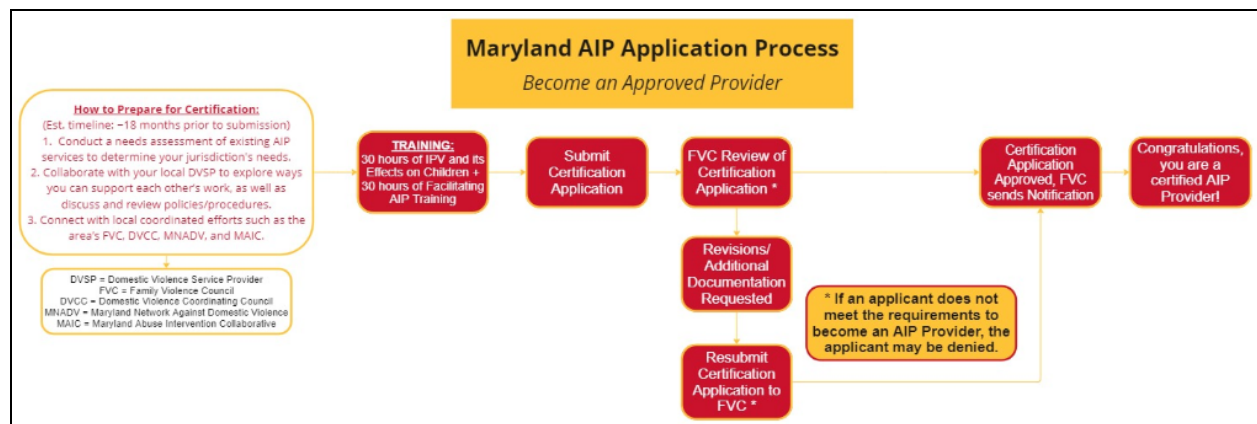 Maryland AIP Application Process
Become an Approved Provider
How to Prepare for Certification:
(Est. timeline: ~18 months prior to submission)
1. Conduct a needs assessment of existing AIP
services to determine your jurisdiction's needs.
2. Collaborate with your local DVSP to explore ways
you can support each other's work, as well as
discuss and review policies/procedures.
3. Connect with local coordinated efforts such as the
area's FVC, DVCC, MNADV, and MAIC.
DVSP = Domestic Violence Service Provider
FVC = Family Violence Council
DVCC = Domestic Violence Coordinating Council
MNADV = Maryland Network Against Domestic Violence
MAIC = Maryland Abuse Intervention Collaborative
TRAINING:
30 hours of IPV and its
Effects on Children +
30 hours of Facilitating
AIP Training
Submit
Certification
Application
FVC Review of
Certification
Application *
Revisions/
Additional
Documentation
Requested
Resubmit
Certification
Application to
FVC *
* If an applicant does not
meet the requirements to
become an AIP Provider, the
applicant may be denied.
Certification
Application
Approved, FVC
sends Notification
Congratulations,
you are a
certified AIP
Provider!